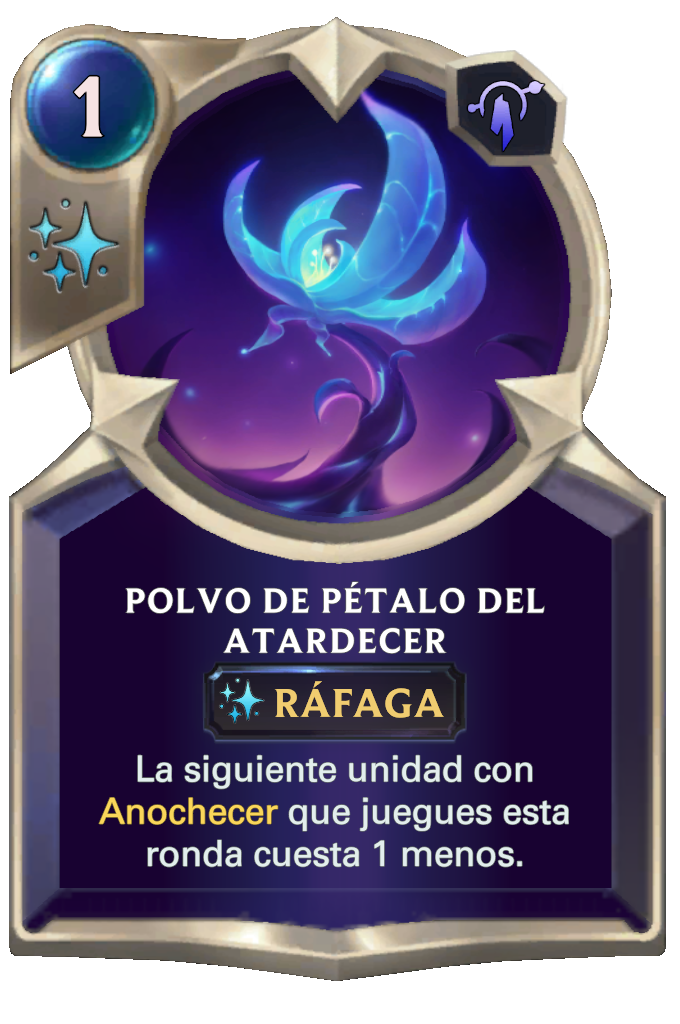 1
POLVO DE PÉTALO DEL
ATARDECER
RÁFAGA
La siguiente unidad con
Anochecer que juegues esta
ronda cuesta 1 menos.